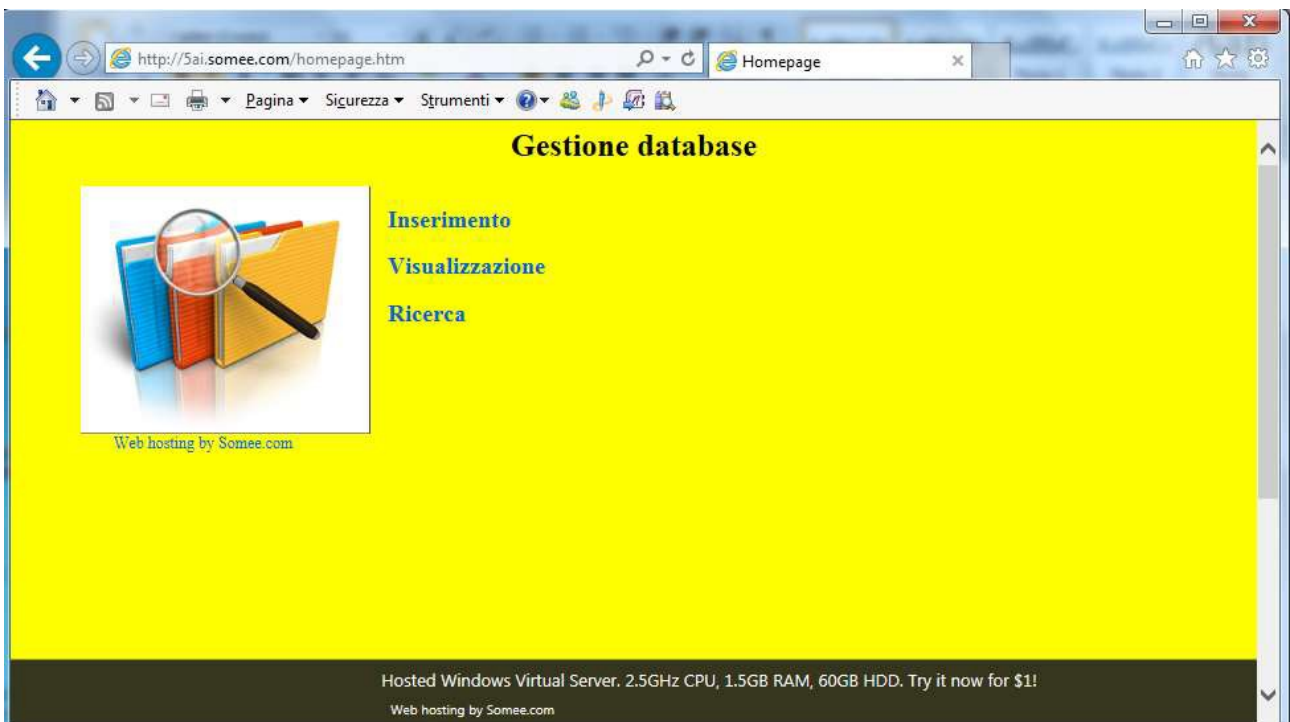 http://5ai.somee.com/homepage.htm
Homepage
Pagina Sicurezza Strumenti
Gestione database
Inserimento
Visualizzazione
Ricerca
Web hosting by Somee.com
Hosted Windows Virtual Server. 2.5GHz CPU, 1.5GB RAM, 60GB HDD. Try it now for $1!
Web hosting by Somee.com